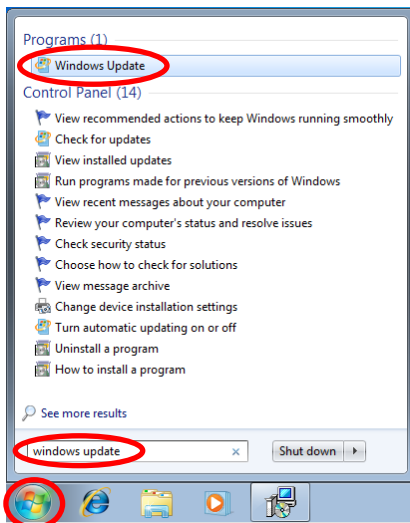 Programs (1)
Windows Update
Control Panel (14)
View recommended actions to keep Windows running smoothly
Check for updates
View installed updates
Run programs made for previous versions of Windows
View recent messages about your computer
Review your computer's status and resolve issues
Check security status
Choose how to check for solutions
View message archive
Change device installation settings
Turn automatic updating on or off
Uninstall a program
How to install a program
See more results
windows update × Shut down